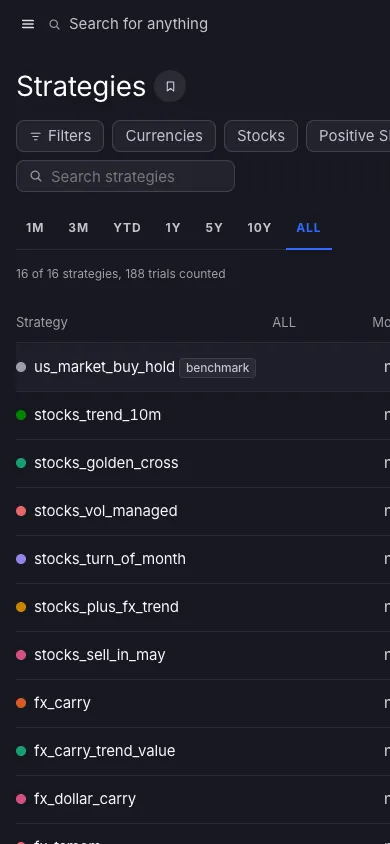 Search for anything
Strategies
Filters Currencies Stocks Positive S
Search strategies
1M 3M YTD 1Y 5Y 10Y ALL
16 of 16 strategies, 188 trials counted
Strategy ALL Mo
us_market_buy_hold benchmark
stocks_trend_10m
stocks_golden_cross
stocks_vol_managed
stocks_turn_of_month
stocks_plus_fx_trend
stocks_sell_in_may
fx_carry
fx_carry_trend_value
fx_dollar_carry